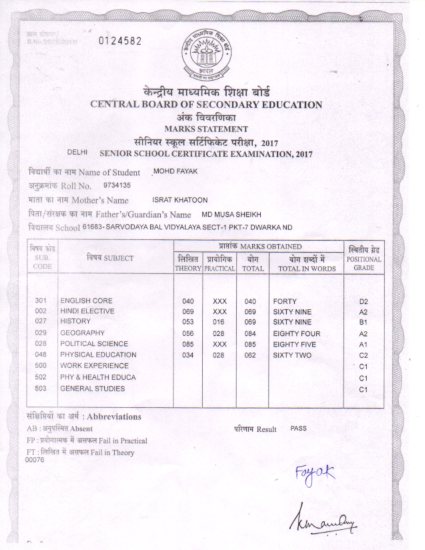 0124582
केन्द्रीय माध्यमिक शिक्षा बोर्ड
CENTRAL BOARD OF SECONDARY EDUCATION
अंक विवरणिका
MARKS STATEMENT
सीनियर स्कूल सर्टिफिकेट परीक्षा, 2017
DELHI SENIOR SCHOOL CERTIFICATE EXAMINATION, 2017
विद्यार्थी का नाम Name of Student MOHD FAYAK
अनुक्रमांक Roll No. 9734135
माता का नाम Mother's Name ISRAT KHATOON
पिता/संरक्षक का नाम Father's/Guardian's Name MD MUSA SHEIKH
विद्यालय School 61683- SARVODAYA BAL VIDYALAYA SECT-1 PKT-7 DWARKA ND
विषय कोड विषय SUBJECT प्राप्तांक MARKS OBTAINED स्थितीय ग्रेड
SUB. CODE लिखित प्रायोगिक योग योग शब्दों में POSITIONAL GRADE
THEORY PRACTICAL TOTAL TOTAL IN WORDS
301 ENGLISH CORE 040 XXX 040 FORTY D2
002 HINDI ELECTIVE 069 XXX 069 SIXTY NINE A2
027 HISTORY 053 016 069 SIXTY NINE B1
029 GEOGRAPHY 056 028 084 EIGHTY FOUR A2
028 POLITICAL SCIENCE 085 XXX 085 EIGHTY FIVE A1
048 PHYSICAL EDUCATION 034 028 062 SIXTY TWO C2
500 WORK EXPERIENCE C1
502 PHY & HEALTH EDUCA C1
503 GENERAL STUDIES C1
संक्षिप्तियों का अर्थ : Abbreviations
AB : अनुपस्थित Absent परिणाम Result PASS
FP : प्रयोगात्मक में असफल Fail in Practical
FT : लिखित में असफल Fail in Theory
00076
Fayak